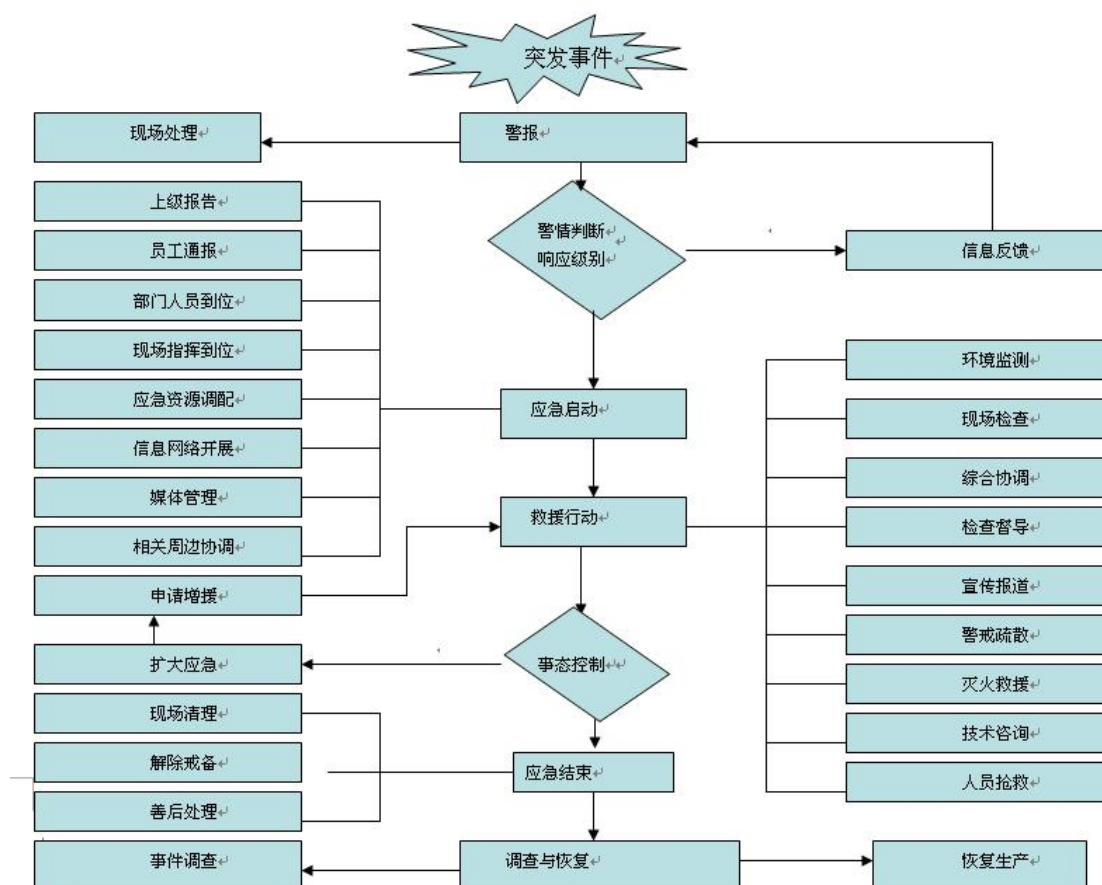 突发事件
现场处理
警报
上级报告
警情判断
响应级别
员工通报
信息反馈
部门人员到位
现场指挥到位
环境监测
应急资源调配
应急启动
现场检查
信息网络开展
综合协调
媒体管理
救援行动
检查督导
相关周边协调
申请增援
宣传报道
警戒疏散
扩大应急
事态控制
灭火救援
现场清理
技术咨询
解除戒备
应急结束
人员抢救
善后处理
事件调查
调查与恢复
恢复生产